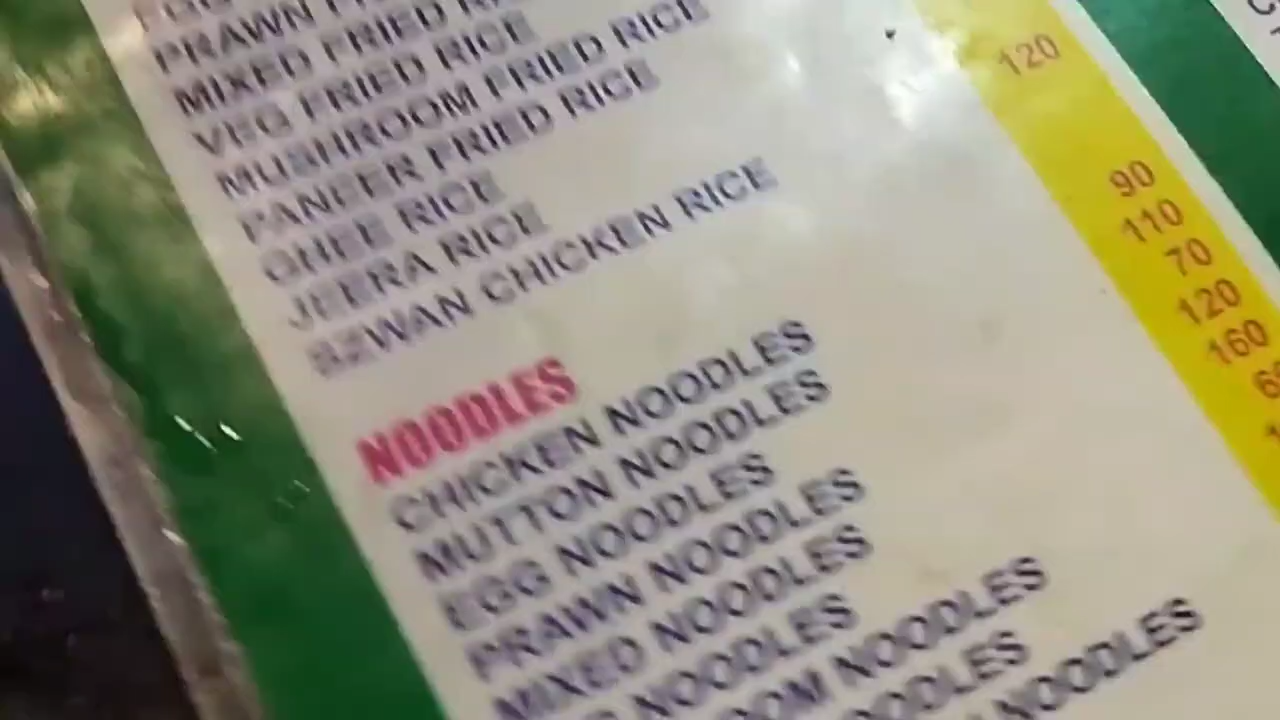 PRAWN
MIXED FRIED
VEG FRIED RICE
MUSHROOM FRIED RICE
PANEER FRIED RICE
GHEE RICE
JEERA RICE
SZWAN CHICKEN RICE
120
NOODLES
CHICKEN NOODLES 90
MUTTON NOODLES 110
EGG NOODLES 70
PRAWN NOODLES 120
MIXED NOODLES 160
NOODLES
NOODLES
NOODLES
NOODLES